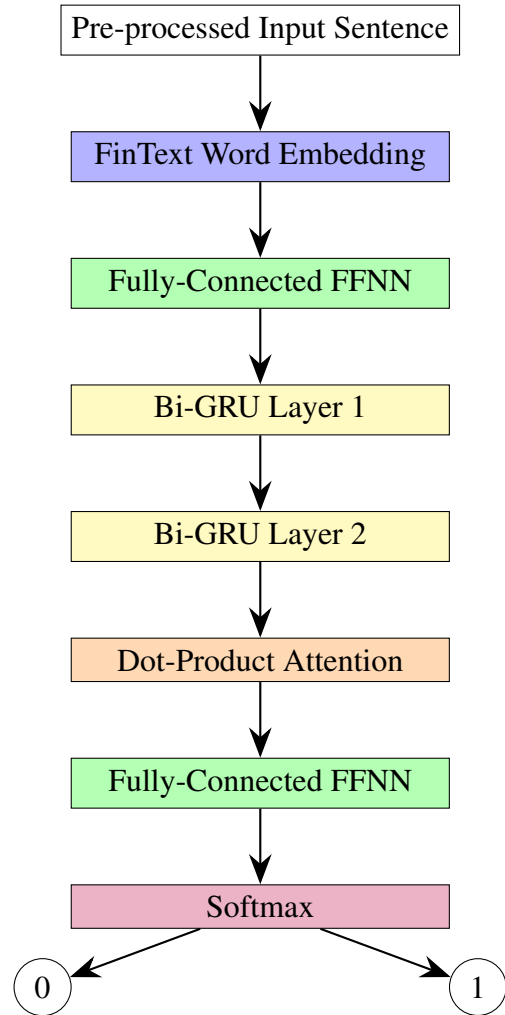 Pre-processed Input Sentence
FinText Word Embedding
Fully-Connected FFNN
Bi-GRU Layer 1
Bi-GRU Layer 2
Dot-Product Attention
Fully-Connected FFNN
Softmax
0
1